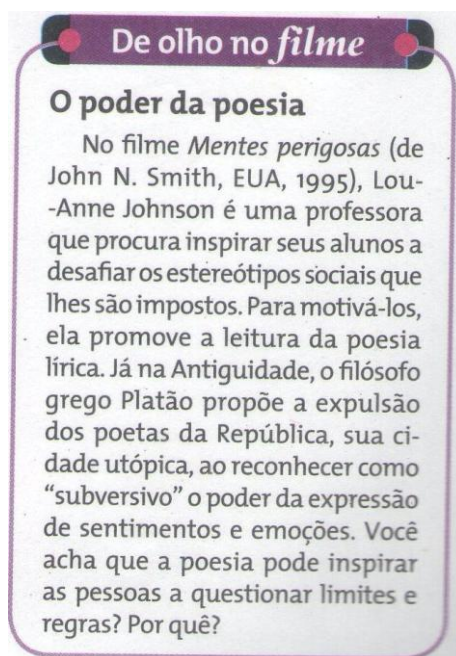 De olho no filme
O poder da poesia
No filme Mentes perigosas (de
John N. Smith, EUA, 1995), Lou-
-Anne Johnson é uma professora
que procura inspirar seus alunos a
desafiar os estereótipos sociais que
lhes são impostos. Para motivá-los,
ela promove a leitura da poesia
lírica. Já na Antiguidade, o filósofo
grego Platão propõe a expulsão
dos poetas da República, sua ci-
dade utópica, ao reconhecer como
“subversivo” o poder da expressão
de sentimentos e emoções. Você
acha que a poesia pode inspirar
as pessoas a questionar limites e
regras? Por quê?